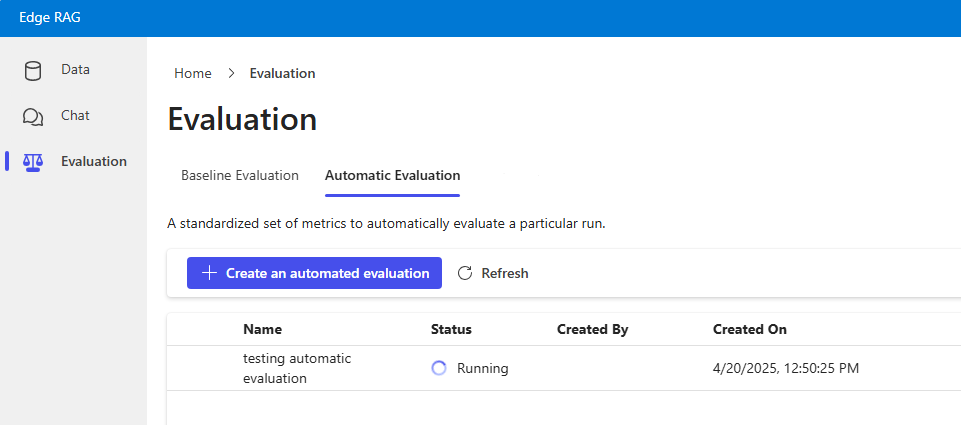 Edge RAG
Data
Chat
Evaluation
Home > Evaluation
Evaluation
Baseline Evaluation Automatic Evaluation
A standardized set of metrics to automatically evaluate a particular run.
+ Create an automated evaluation Refresh
Name Status Created By Created On
testing automatic
evaluation
Running 4/20/2025, 12:50:25 PM